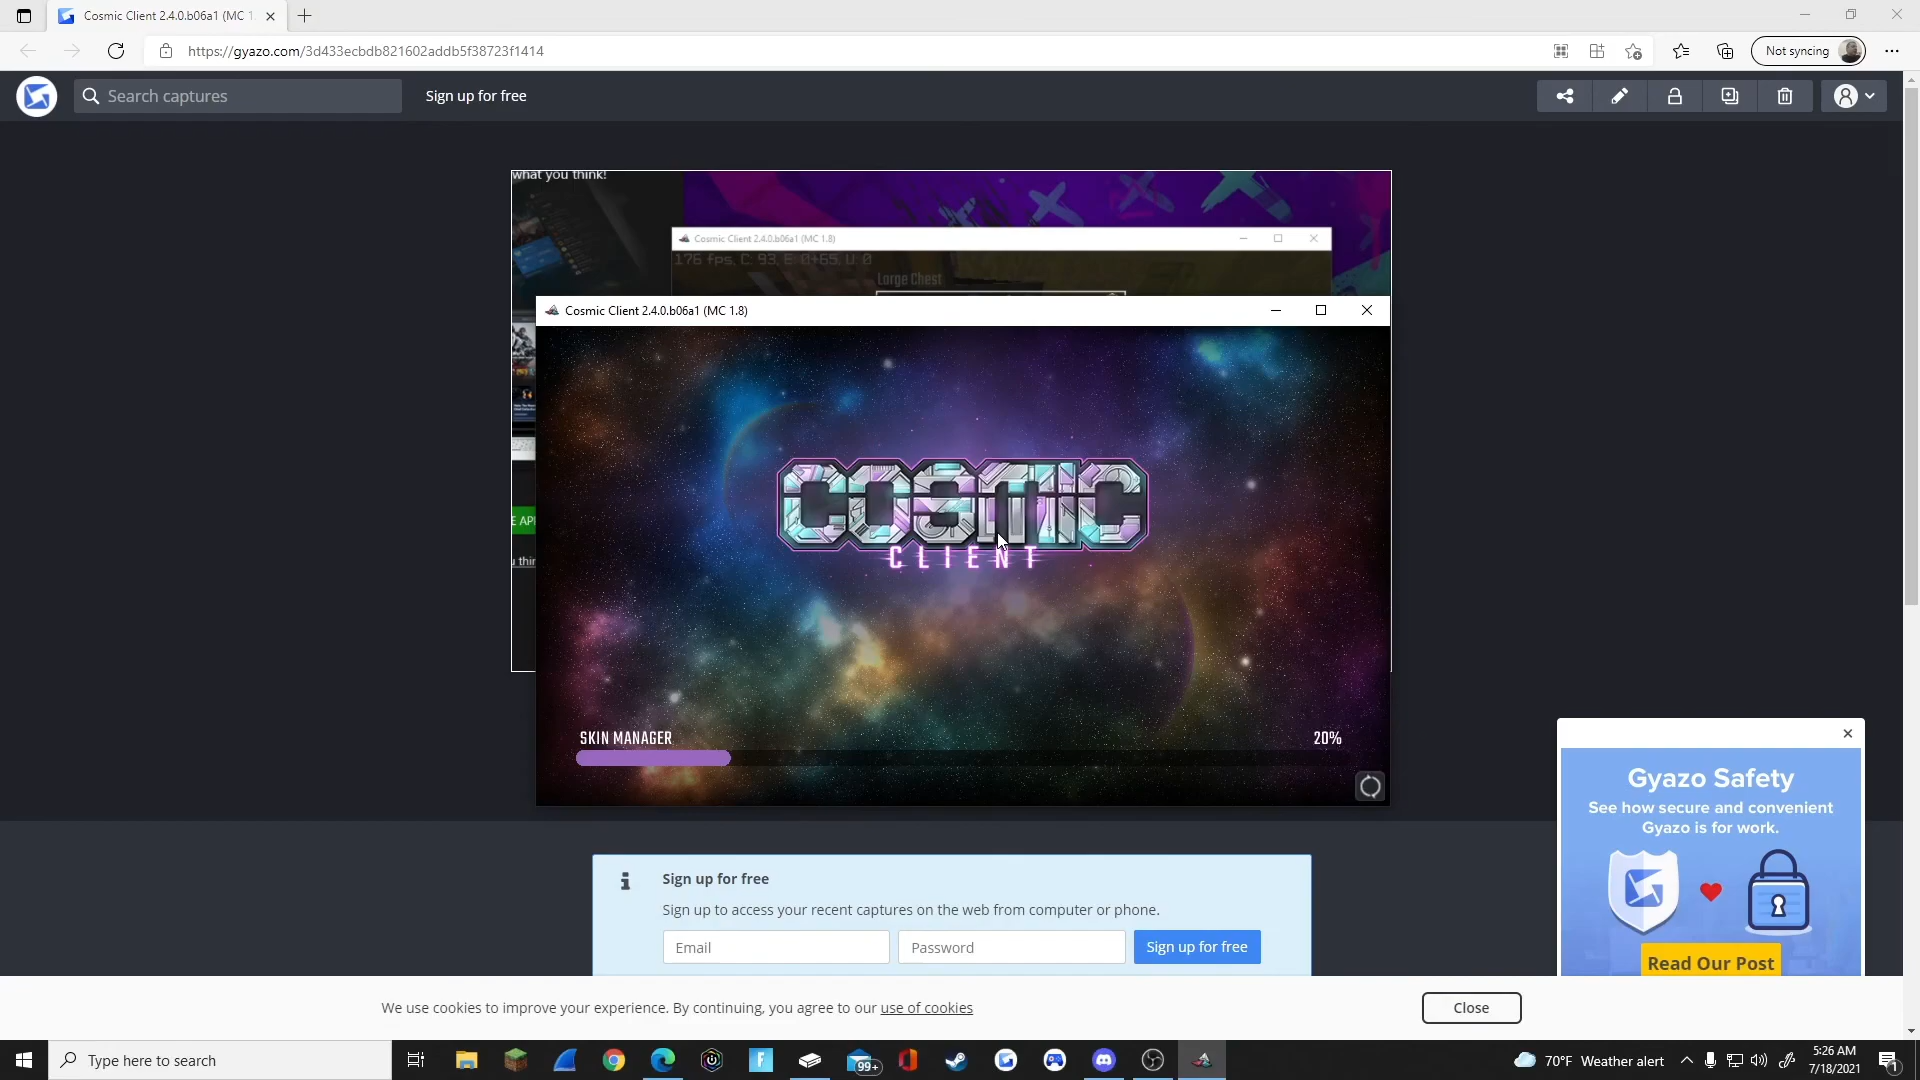 Cosmic Client 2.4.0.b06a1 (MC 1
https://gyazo.com/3d433ecbdb821602addb5f38723f1414
Not syncing
Search captures
Sign up for free
what you think!
Cosmic Client 2.4.0.b06a1 (MC 1.8)
176 fps, C: 93, E: 0+65, U: 0
Large Chest
Cosmic Client 2.4.0.b06a1 (MC 1.8)
COSMIC
CLIENT
E API
u thin
SKIN MANAGER
20%
Gyazo Safety
See how secure and convenient
Gyazo is for work.
Read Our Post
Sign up for free
Sign up to access your recent captures on the web from computer or phone.
Email
Password
Sign up for free
We use cookies to improve your experience. By continuing, you agree to our use of cookies
Close
Type here to search
99+
70°F Weather alert
5:26 AM
7/18/2021
1